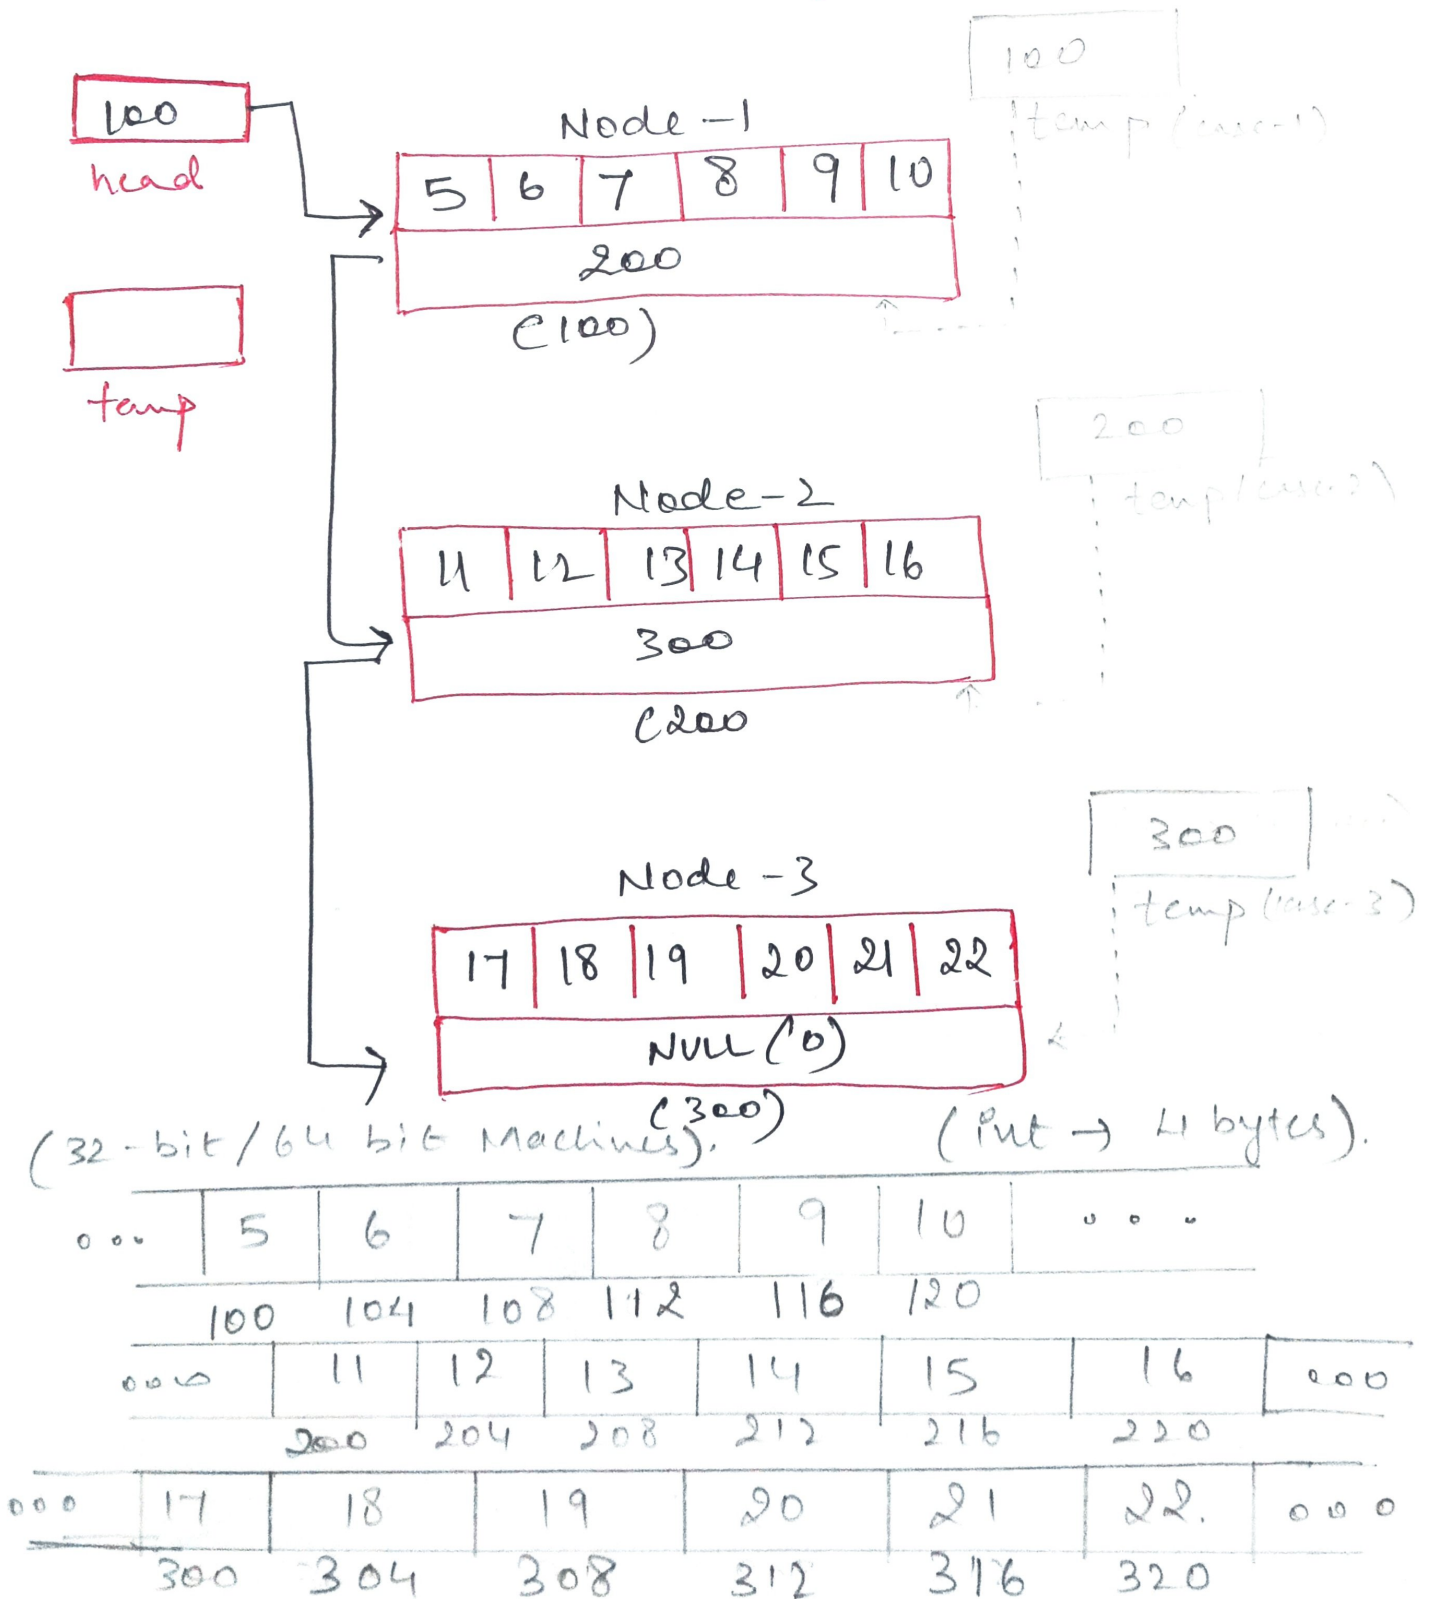 100
100
head
temp (case-1)
Node-1
5 6 7 8 9 10
200
(100)
temp
200
temp (case-2)
Node-2
11 12 13 14 15 16
300
(200
300
temp (case-3)
Node-3
17 18 19 20 21 22
NULL ('0)
(300)
(32-bit/64 bit Machines). (int → 4 bytes).
... 5 6 7 8 9 10 ...
100 104 108 112 116 120
... 11 12 13 14 15 16 ...
200 204 208 212 216 220
... 17 18 19 20 21 22. ...
300 304 308 312 316 320